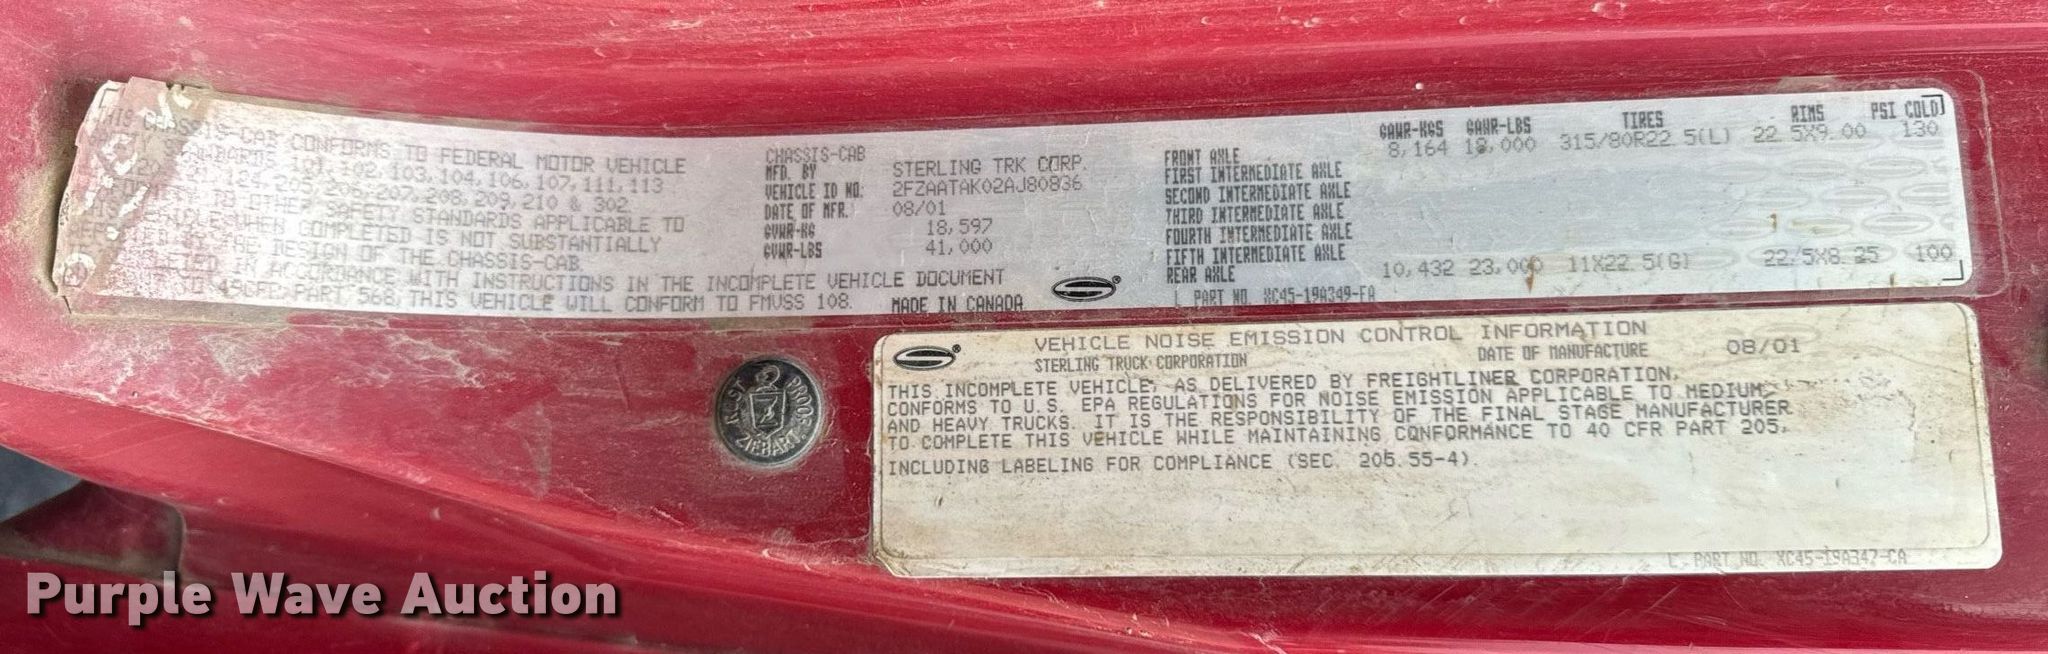 THIS CHASSIS-CAB CONFORMS TO FEDERAL MOTOR VEHICLE
STANDARDS 101, 102, 103, 104, 106, 107, 111, 113
124, 205, 207, 208, 209, 210 & 302.
TO OTHER SAFETY STANDARDS APPLICABLE TO
WHEN COMPLETED IS NOT SUBSTANTIALLY
BY THE DESIGN OF THE CHASSIS-CAB.
IN ACCORDANCE WITH INSTRUCTIONS IN THE INCOMPLETE VEHICLE DOCUMENT
49CFR PART 568 THIS VEHICLE WILL CONFORM TO FMVSS 108.
MADE IN CANADA
CHASSIS-CAB
MFD. BY STERLING TRK CORP.
VEHICLE ID NO: 2FZAATAK02AJ80836
DATE OF MFR. 08/01
GVWR-KG 18,597
GVWR-LBS 41,000
GAWR-KGS GAWR-LBS TIRES RIMS PSI COLD
FRONT AXLE 8,164 18,000 315/80R22.5(L) 22.5X9.00 130
FIRST INTERMEDIATE AXLE
SECOND INTERMEDIATE AXLE
THIRD INTERMEDIATE AXLE
FOURTH INTERMEDIATE AXLE
FIFTH INTERMEDIATE AXLE
REAR AXLE 10,432 23,000 11X22.5(G) 22.5X8.25 100
L PART NO. XC45-19A349-FA
VEHICLE NOISE EMISSION CONTROL INFORMATION
STERLING TRUCK CORPORATION DATE OF MANUFACTURE 08/01
THIS INCOMPLETE VEHICLE, AS DELIVERED BY FREIGHTLINER CORPORATION,
CONFORMS TO U.S. EPA REGULATIONS FOR NOISE EMISSION APPLICABLE TO MEDIUM
AND HEAVY TRUCKS. IT IS THE RESPONSIBILITY OF THE FINAL STAGE MANUFACTURER
TO COMPLETE THIS VEHICLE WHILE MAINTAINING CONFORMANCE TO 40 CFR PART 205,
INCLUDING LABELING FOR COMPLIANCE (SEC. 205.55-4).
L PART NO. XC45-19A347-CA
RUST PROOF
ZIEBART
Purple Wave Auction